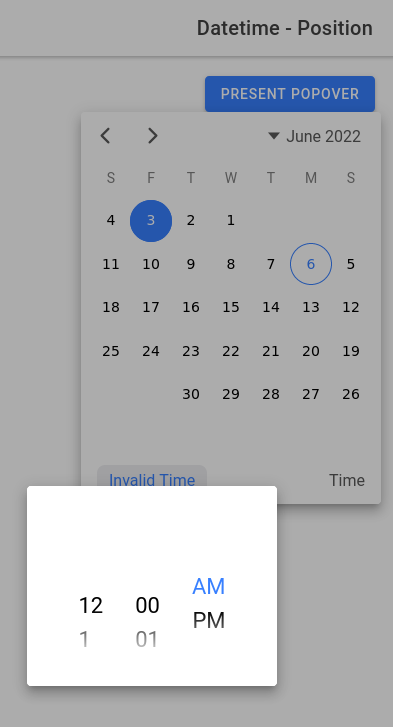 Datetime - Position
PRESENT POPOVER
June 2022
S F T W T M S
4 3 2 1
11 10 9 8 7 6 5
18 17 16 15 14 13 12
25 24 23 22 21 20 19
30 29 28 27 26
Invalid Time Time
AM
12 00
PM
1 01